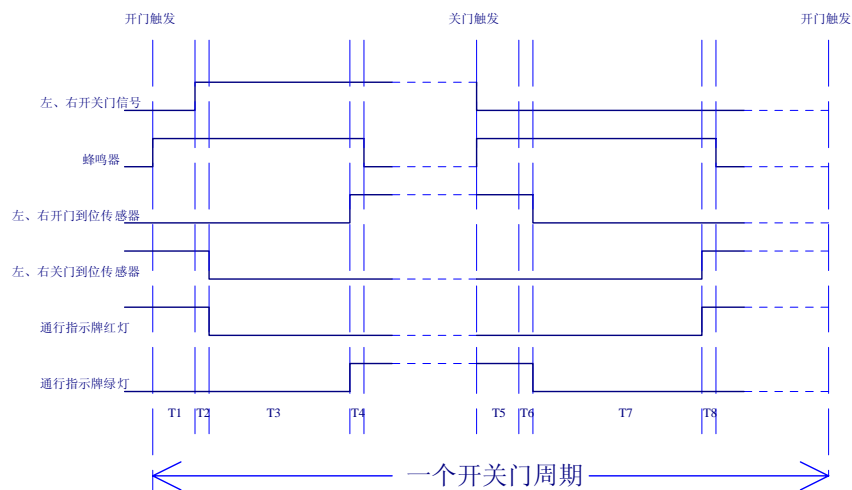 开门触发 关门触发 开门触发
左、右开关门信号
蜂鸣器
左、右开门到位传感器
左、右关门到位传感器
通行指示牌红灯
通行指示牌绿灯
T1 T2 T3 T4 T5 T6 T7 T8
一个开关门周期